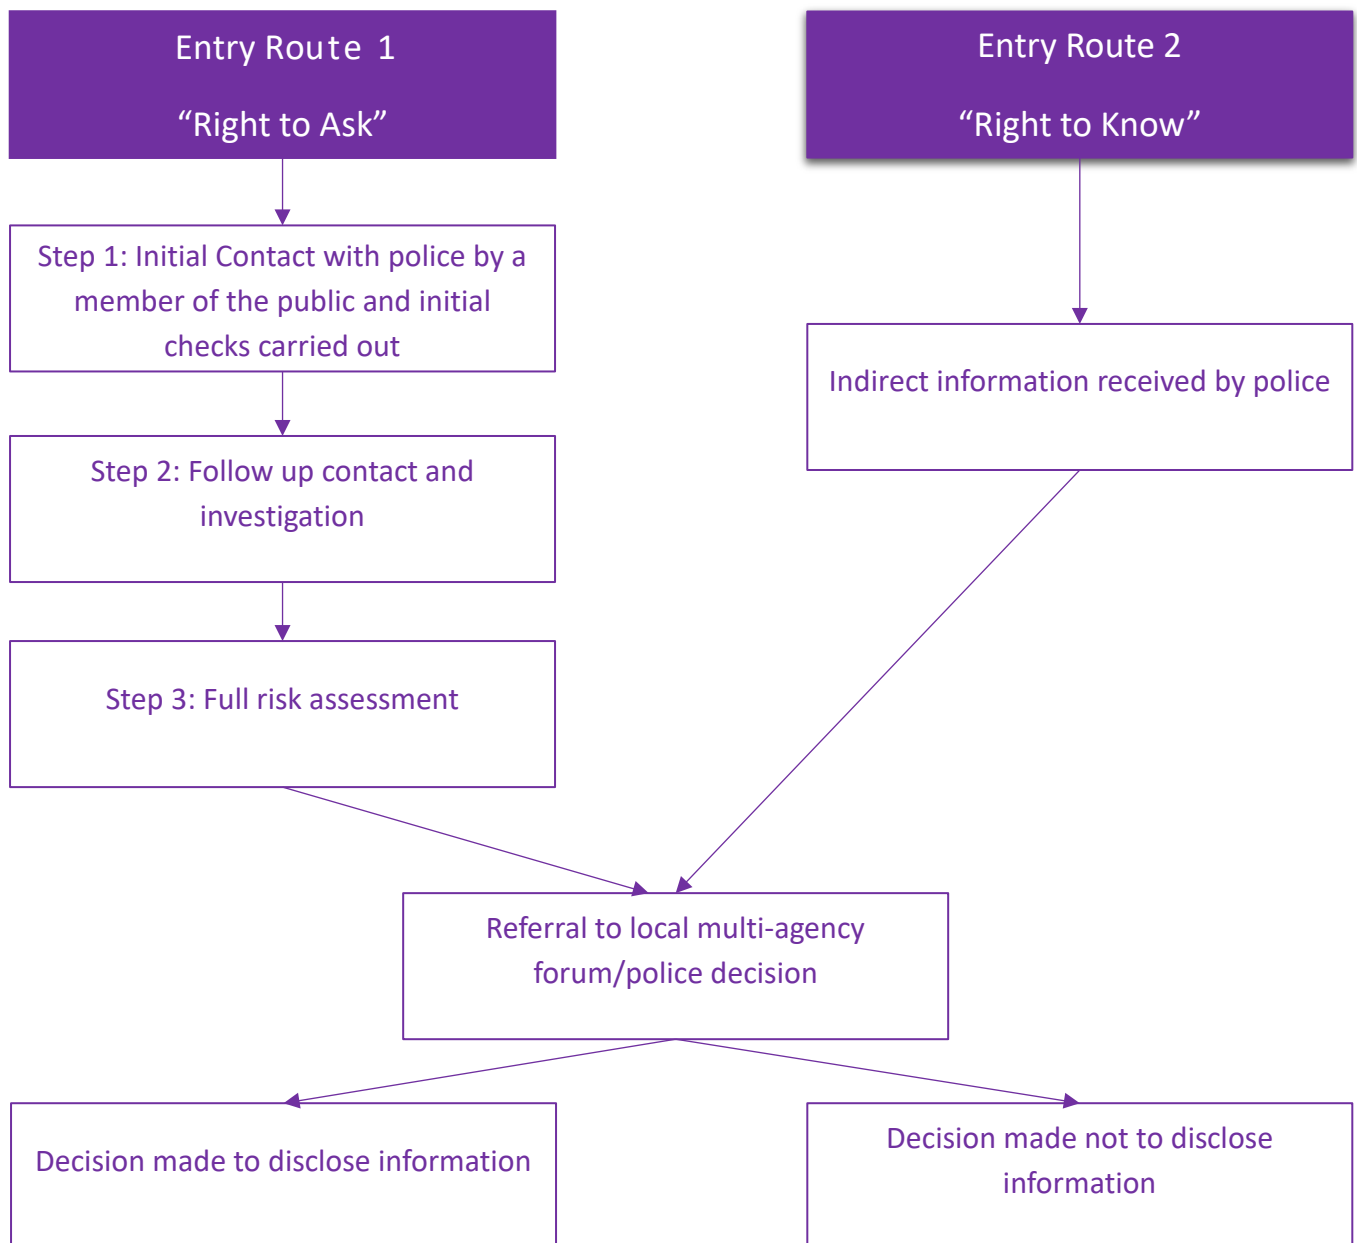 Entry Route 1
“Right to Ask”
Entry Route 2
“Right to Know”
Step 1: Initial Contact with police by a
member of the public and initial
checks carried out
Indirect information received by police
Step 2: Follow up contact and
investigation
Step 3: Full risk assessment
Referral to local multi-agency
forum/police decision
Decision made to disclose information
Decision made not to disclose
information